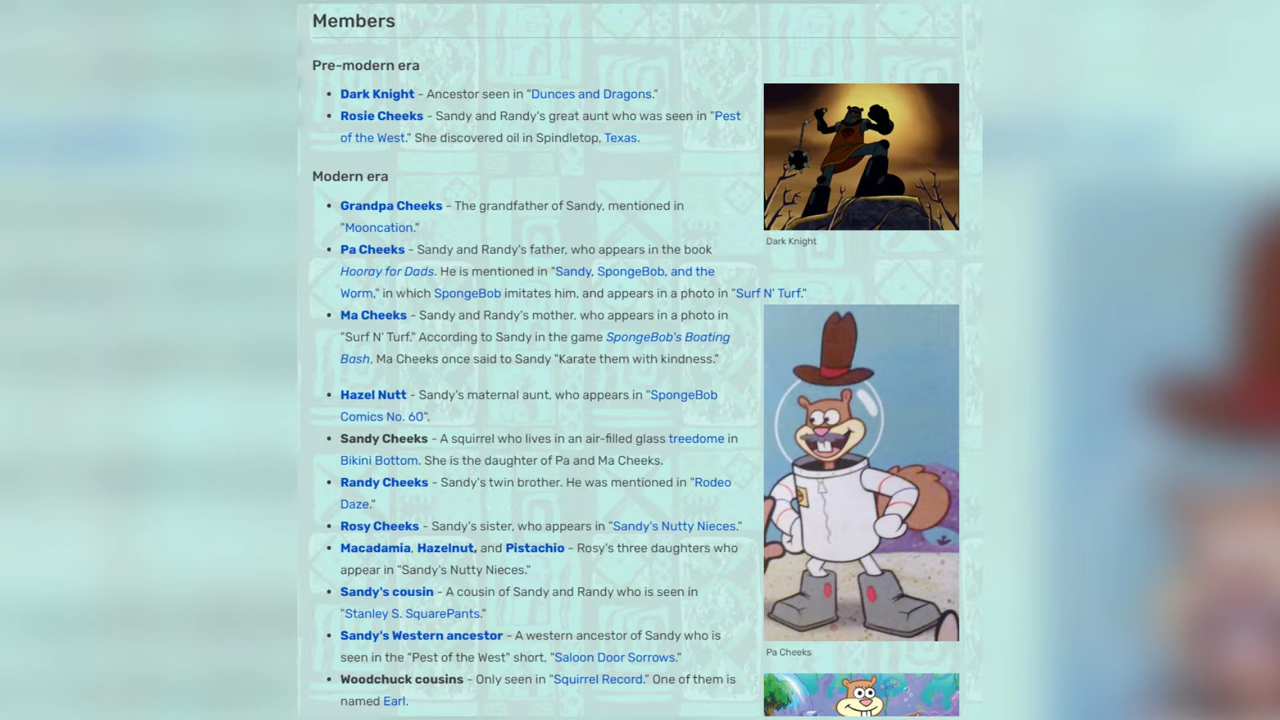 Members
Pre-modern era
Dark Knight - Ancestor seen in "Dunces and Dragons."
Rosie Cheeks - Sandy and Randy's great aunt who was seen in "Pest
of the West." She discovered oil in Spindletop, Texas.
Dark Knight
Modern era
Grandpa Cheeks - The grandfather of Sandy, mentioned in
"Mooncation."
Pa Cheeks - Sandy and Randy's father, who appears in the book
Hooray for Dads. He is mentioned in "Sandy, SpongeBob, and the
Worm," in which SpongeBob imitates him, and appears in a photo in "Surf N' Turf."
Ma Cheeks - Sandy and Randy's mother, who appears in a photo in
"Surf N' Turf." According to Sandy in the game SpongeBob's Boating
Bash, Ma Cheeks once said to Sandy "Karate them with kindness."
Hazel Nutt - Sandy's maternal aunt, who appears in "SpongeBob
Comics No. 60".
Sandy Cheeks - A squirrel who lives in an air-filled glass treedome in
Bikini Bottom. She is the daughter of Pa and Ma Cheeks.
Randy Cheeks - Sandy's twin brother. He was mentioned in "Rodeo
Daze."
Rosy Cheeks - Sandy's sister, who appears in "Sandy's Nutty Nieces."
Macadamia, Hazelnut, and Pistachio - Rosy's three daughters who
appear in "Sandy's Nutty Nieces."
Sandy's cousin - A cousin of Sandy and Randy who is seen in
"Stanley S. SquarePants."
Sandy's Western ancestor - A western ancestor of Sandy who is
seen in the "Pest of the West" short, "Saloon Door Sorrows."
Woodchuck cousins - Only seen in "Squirrel Record." One of them is
named Earl.
Pa Cheeks